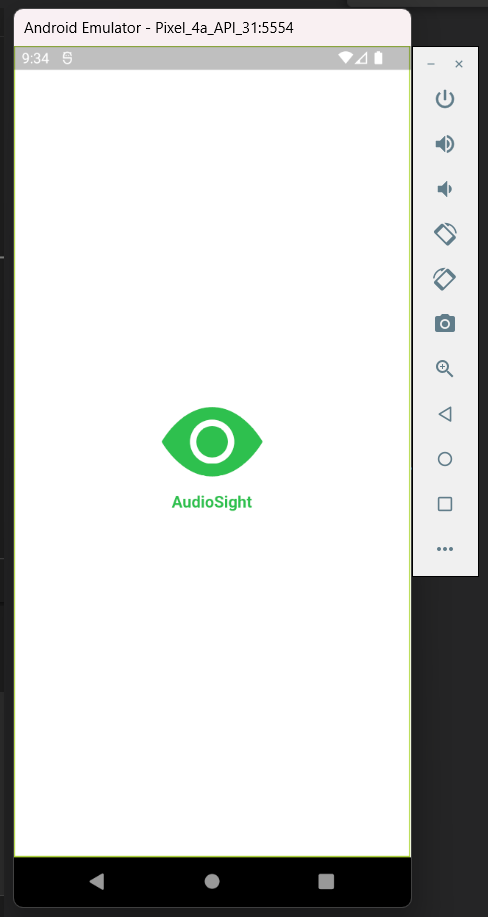 Android Emulator - Pixel_4a_API_31:5554
9:34
AudioSight